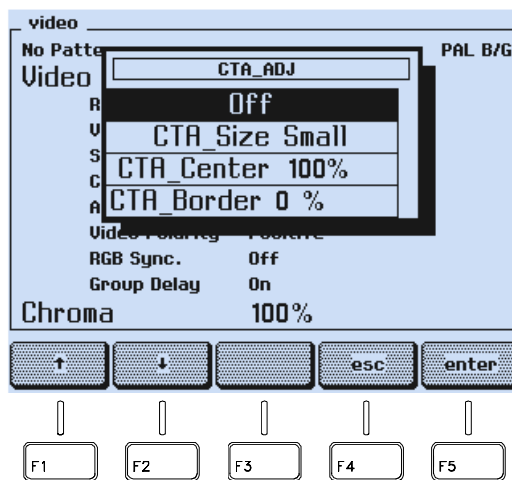 video
No Patte PAL B/G
Video
CTA_ADJ
R
Off
V
CTA_Size Small
S
CTA_Center 100%
C
CTA_Border 0 %
A
RGB Sync. Off
Group Delay On
Chroma 100%
↑ ↓ esc enter
F1 F2 F3 F4 F5